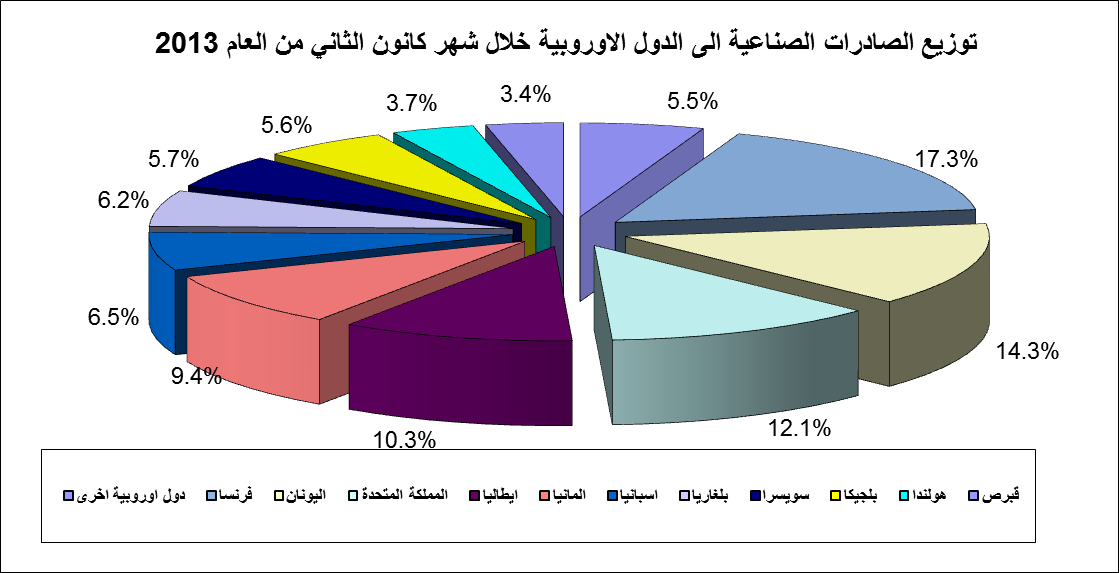 توزيع الصادرات الصناعية الى الدول الاوروبية خلال شهر كانون الثاني من العام 2013
3.4%
5.5%
3.7%
5.6%
17.3%
5.7%
6.2%
6.5%
14.3%
9.4%
12.1%
10.3%
دول اوروبية اخرى
فرنسا
اليونان
المملكة المتحدة
ايطاليا
المانيا
اسبانيا
بلغاريا
سويسرا
بلجيكا
هولندا
قبرص